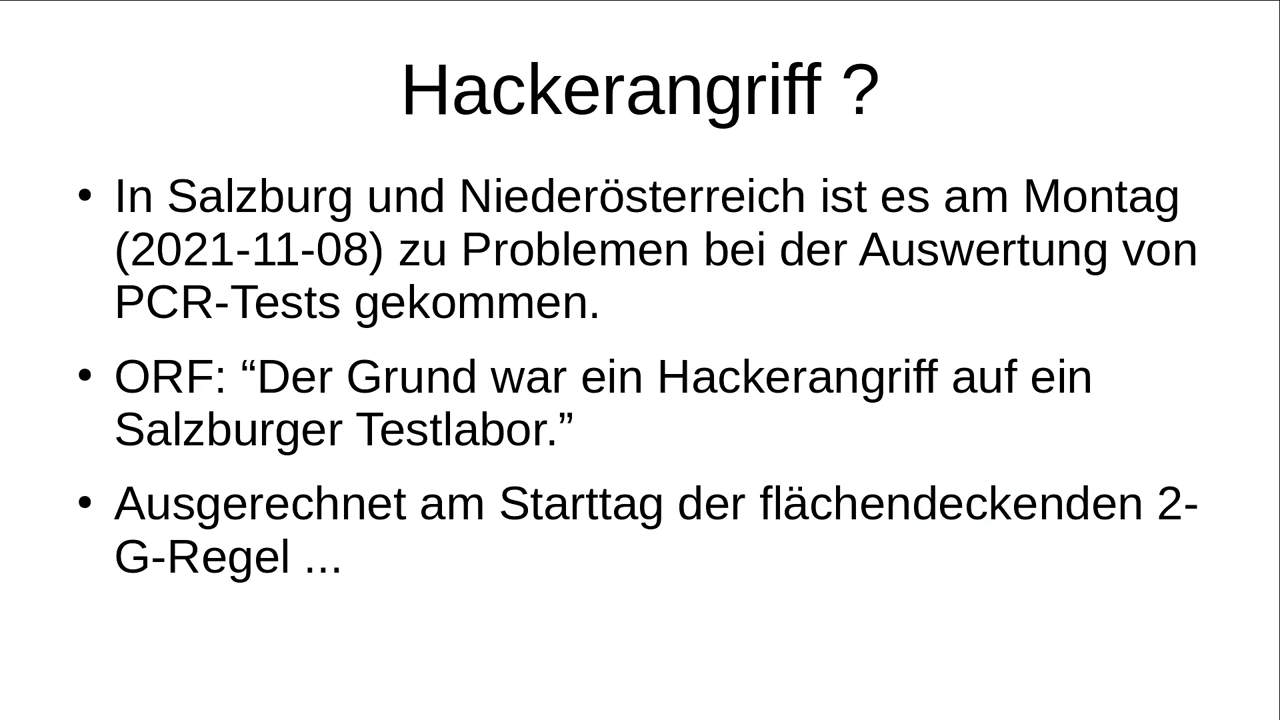 Hackerangriff ?
• In Salzburg und Niederösterreich ist es am Montag
(2021-11-08) zu Problemen bei der Auswertung von
PCR-Tests gekommen.
• ORF: “Der Grund war ein Hackerangriff auf ein
Salzburger Testlabor.”
• Ausgerechnet am Starttag der flächendeckenden 2-
G-Regel ...